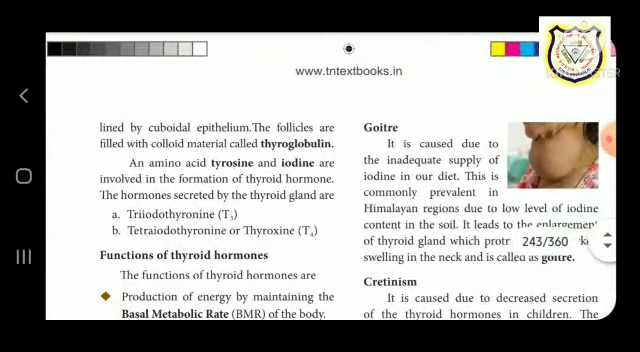 www.tntextbooks.in
lined by cuboidal epithelium.The follicles are
filled with colloid material called thyroglobulin.
An amino acid tyrosine and iodine are
involved in the formation of thyroid hormone.
The hormones secreted by the thyroid gland are
a. Triiodothyronine (T3)
b. Tetraiodothyronine or Thyroxine (T4)
Functions of thyroid hormones
The functions of thyroid hormones are
Production of energy by maintaining the
Basal Metabolic Rate (BMR) of the body.
Goitre
It is caused due to
the inadequate supply of
iodine in our diet. This is
commonly prevalent in
Himalayan regions due to low level of iodine
content in the soil. It leads to the enlargement
of thyroid gland which protr
243/360
swelling in the neck and is called as goitre.
Cretinism
It is caused due to decreased secretion
of the thyroid hormones in children. The